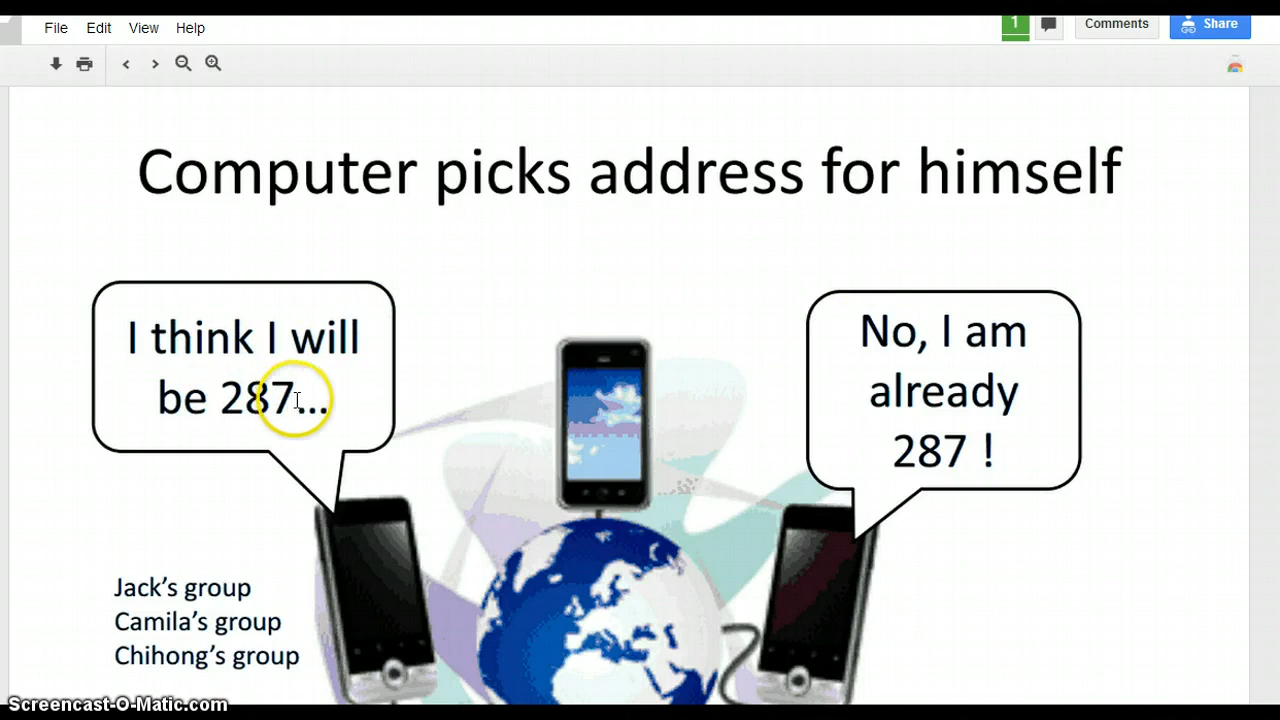 File Edit View Help
1 Comments Share
Computer picks address for himself
I think I will
be 287...
No, I am
already
287 !
Jack's group
Camila's group
Chihong's group
Screencast-O-Matic.com